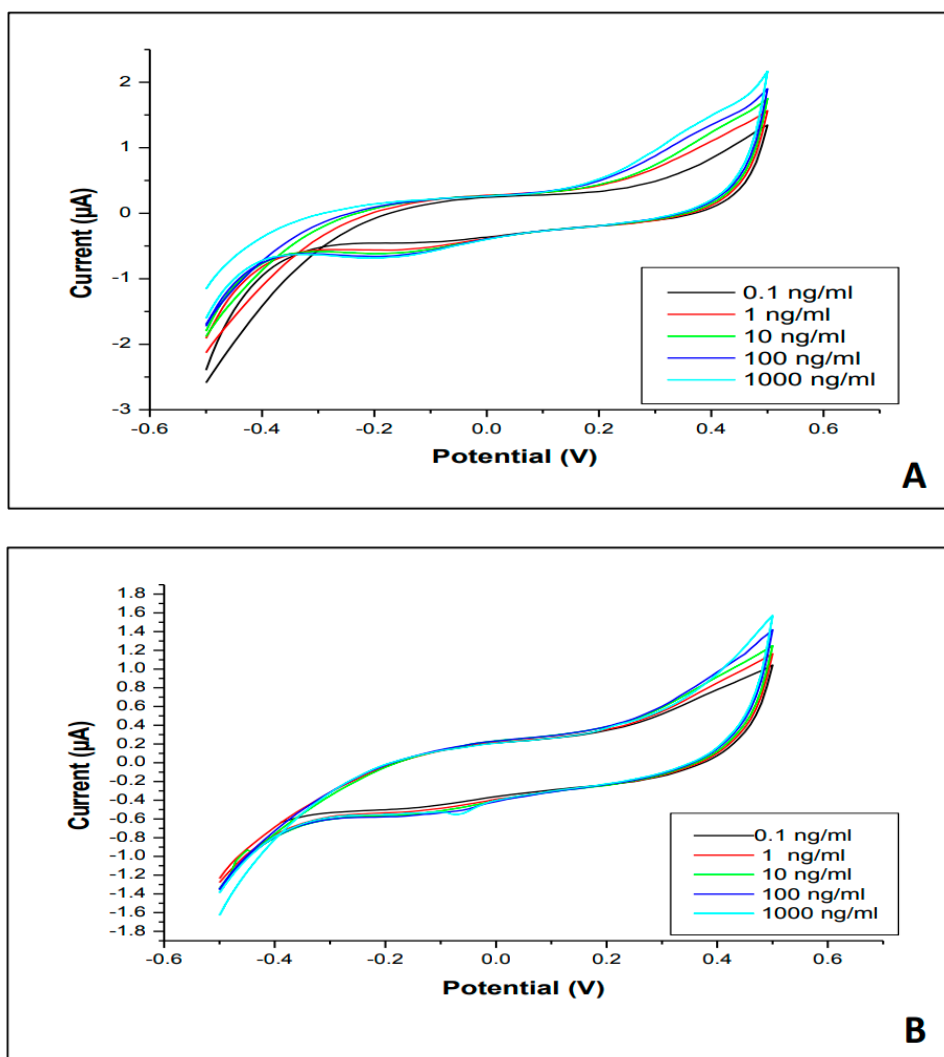 2
1
0
-1
-2
-3
-0.6 -0.4 -0.2 0.0 0.2 0.4 0.6
Current (µA)
Potential (V)
0.1 ng/ml
1 ng/ml
10 ng/ml
100 ng/ml
1000 ng/ml
A
1.8
1.6
1.4
1.2
1.0
0.8
0.6
0.4
0.2
0.0
-0.2
-0.4
-0.6
-0.8
-1.0
-1.2
-1.4
-1.6
-1.8
-0.6 -0.4 -0.2 0.0 0.2 0.4 0.6
Current (µA)
Potential (V)
0.1 ng/ml
1 ng/ml
10 ng/ml
100 ng/ml
1000 ng/ml
B